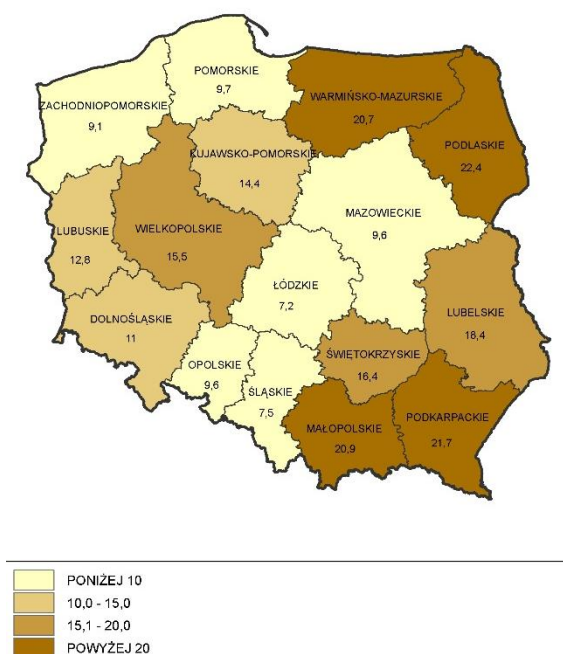 POMORSKIE
9,7
ZACHODNIOPOMORSKIE
9,1
WARMIŃSKO-MAZURSKIE
20,7
PODLASKIE
22,4
KUJAWSKO-POMORSKIE
14,4
MAZOWIECKIE
9,6
LUBUSKIE
12,8
WIELKOPOLSKIE
15,5
ŁÓDZKIE
7,2
LUBELSKIE
18,4
DOLNOŚLĄSKIE
11
OPOLSKIE
9,6
ŚLĄSKIE
7,5
ŚWIĘTOKRZYSKIE
16,4
MAŁOPOLSKIE
20,9
PODKARPACKIE
21,7
PONIŻEJ 10
10,0 - 15,0
15,1 - 20,0
POWYŻEJ 20